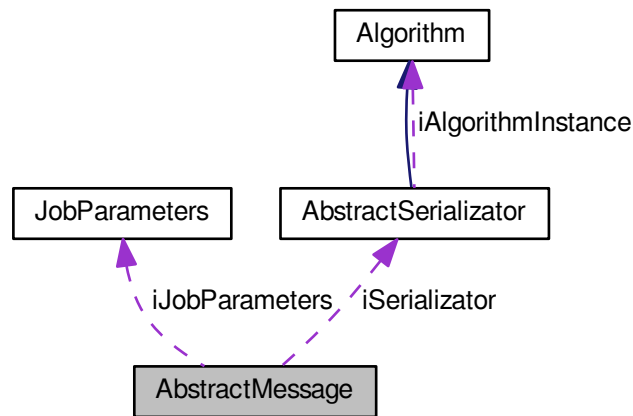 Algorithm
iAlgorithmInstance
JobParameters
AbstractSerializator
iJobParameters
iSerializator
AbstractMessage